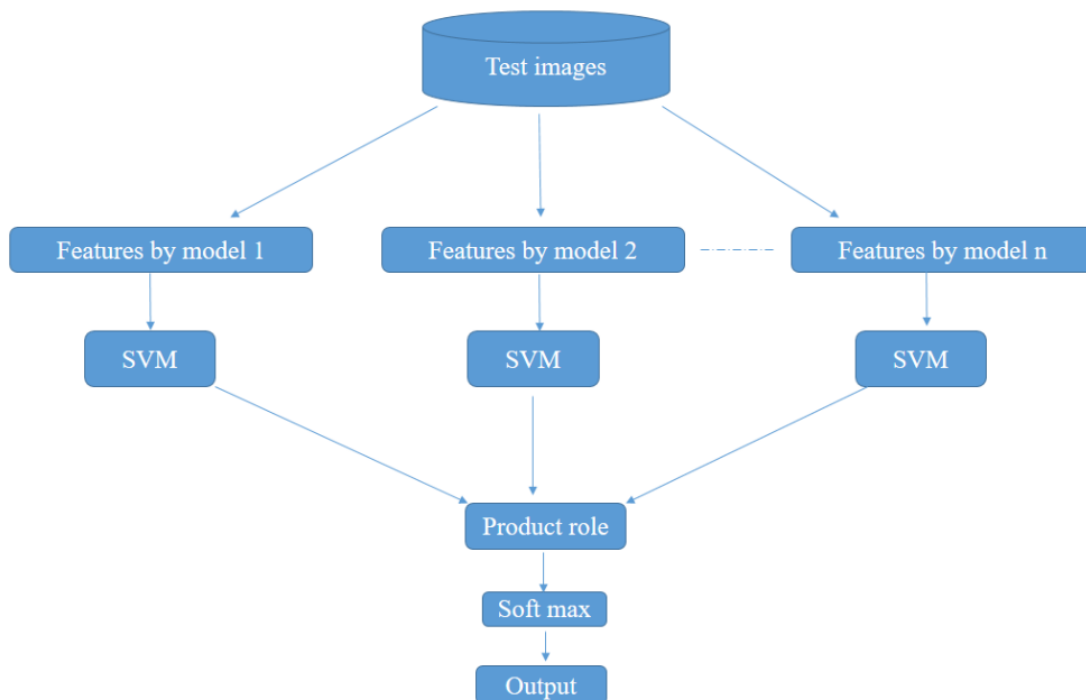 Test images
Features by model 1
Features by model 2
Features by model n
SVM
SVM
SVM
Product role
Soft max
Output